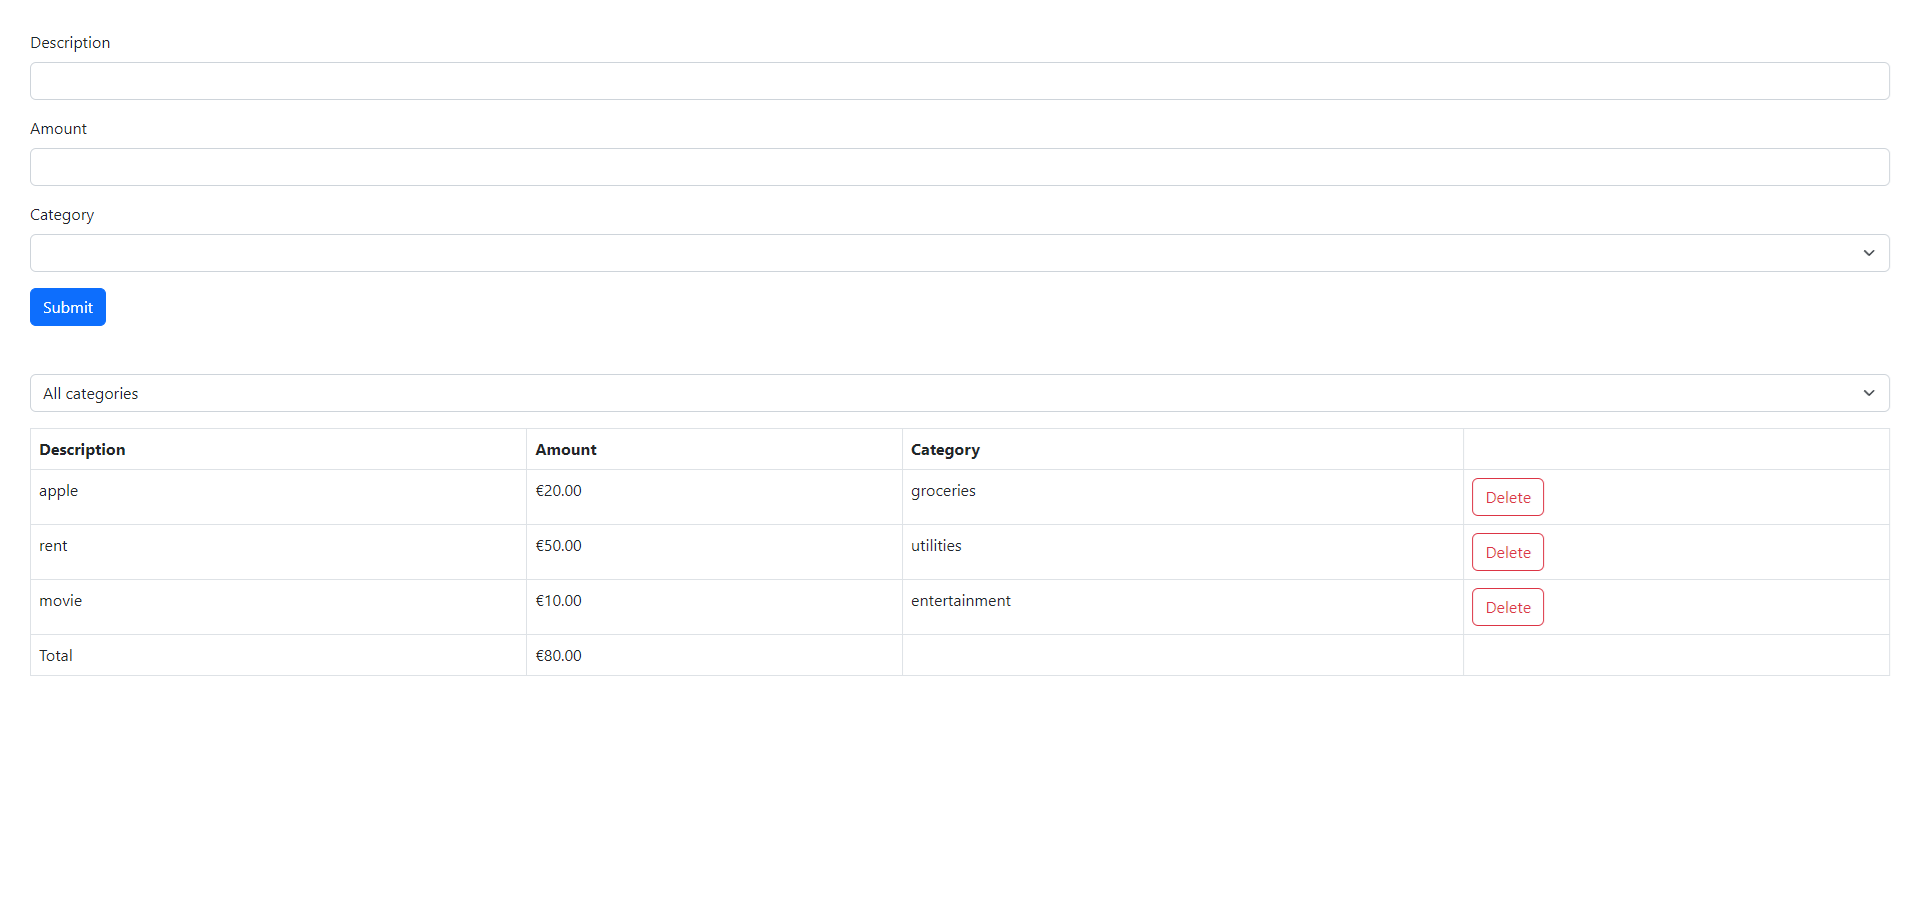 Description
Amount
Category
Submit
All categories
Description Amount Category
apple €20.00 groceries Delete
rent €50.00 utilities Delete
movie €10.00 entertainment Delete
Total €80.00